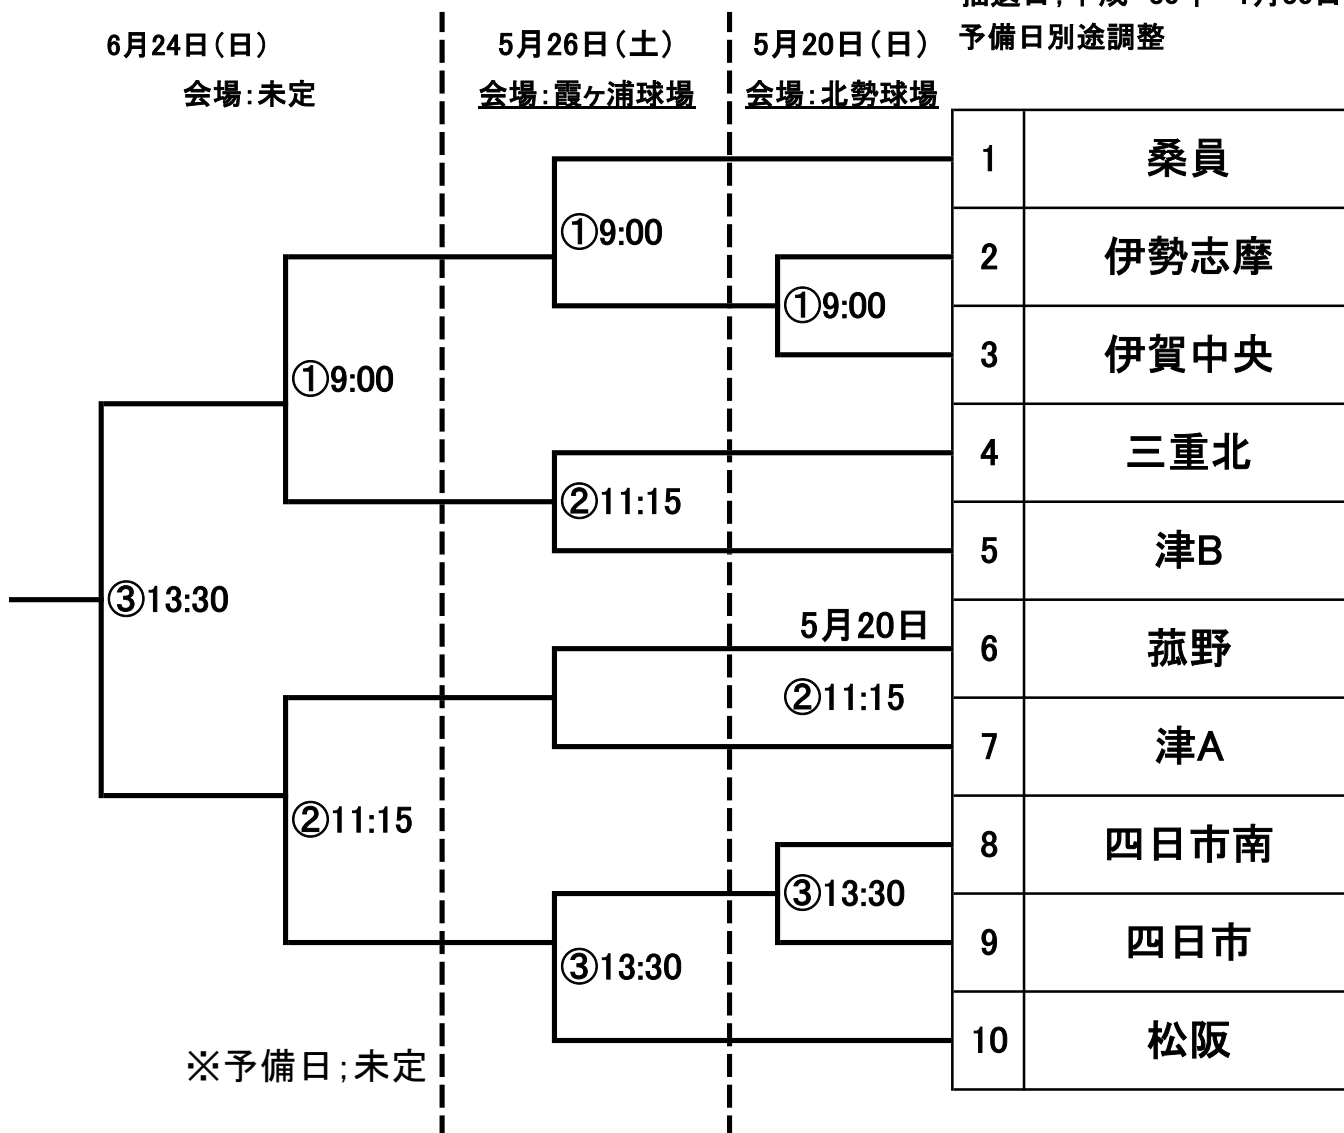 6月24日(日)
会場:未定
5月26日(土)
会場:霞ヶ浦球場
5月20日(日)
会場:北勢球場
予備日別途調整
1 桑員
①9:00
2 伊勢志摩
①9:00
3 伊賀中央
①9:00
4 三重北
②11:15
5 津B
③13:30
5月20日
6 菰野
②11:15
7 津A
②11:15
8 四日市南
③13:30
9 四日市
③13:30
10 松阪
※予備日;未定